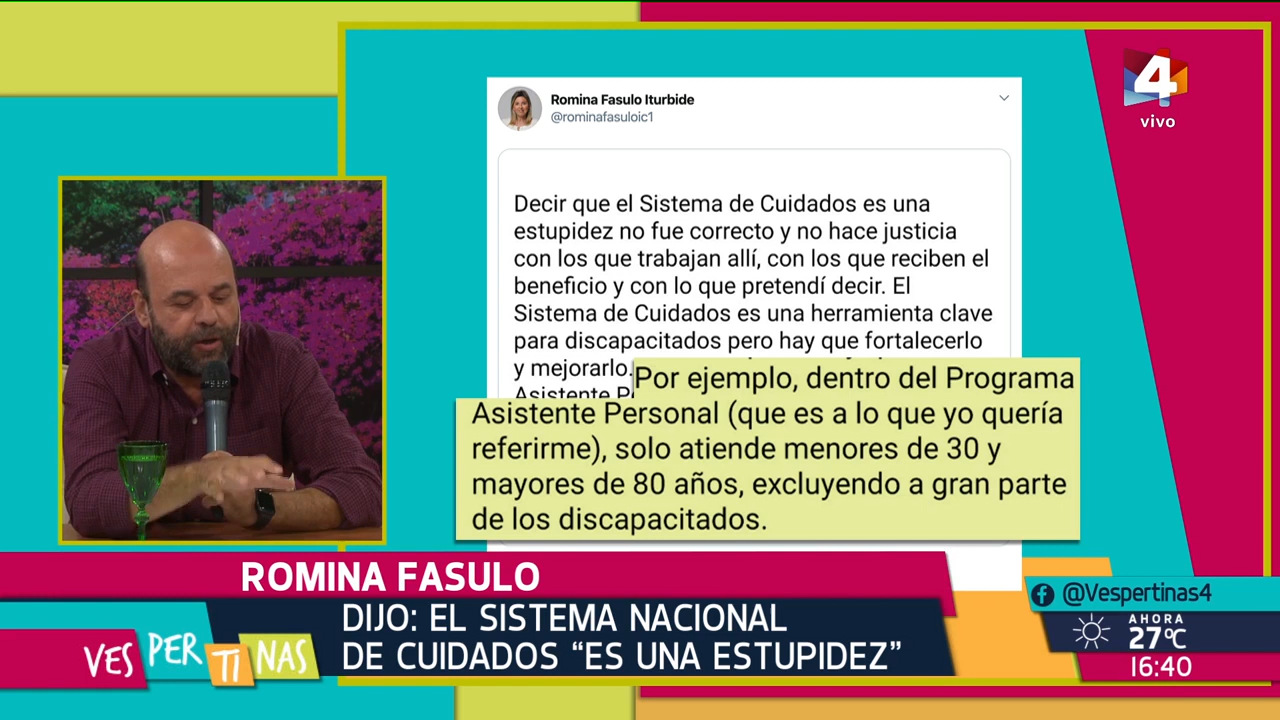 4
vivo
Romina Fasulo Iturbide
@rominafasuloic1
Decir que el Sistema de Cuidados es una
estupidez no fue correcto y no hace justicia
con los que trabajan allí, con los que reciben el
beneficio y con lo que pretendí decir. El
Sistema de Cuidados es una herramienta clave
para discapacitados pero hay que fortalecerlo
y mejorarlo.
Asistente P
Por ejemplo, dentro del Programa
Asistente Personal (que es a lo que yo quería
referirme), solo atiende menores de 30 y
mayores de 80 años, excluyendo a gran parte
de los discapacitados.
ROMINA FASULO
DIJO: EL SISTEMA NACIONAL
DE CUIDADOS “ES UNA ESTUPIDEZ”
VESPERTINAS
@Vespertinas4
AHORA
27ºC
16:40